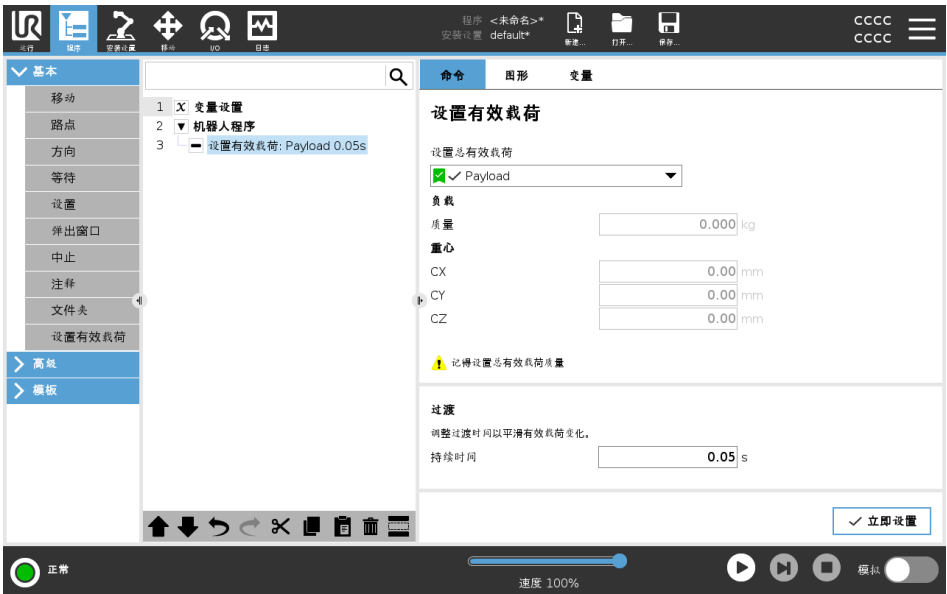 UR
程序 <未命名>*
安装设置 default*
CCCC
CCCC
运行 程序 安装设置 移动 I/O 日志 新建... 打开... 保存...
基本
移动
路点
方向
等待
设置
弹出窗口
中止
注释
文件夹
设置有效载荷
高级
模板
1 X 变量设置
2 机器人程序
3 设置有效载荷: Payload 0.05s
命令 图形 变量
设置有效载荷
设置总有效载荷
Payload
负载
质量 0.000 kg
重心
CX 0.00 mm
CY 0.00 mm
CZ 0.00 mm
记得设置总有效载荷质量
过渡
调整过渡时间以平滑有效载荷变化。
持续时间 0.05 s
立即设置
正常
速度 100%
模拟